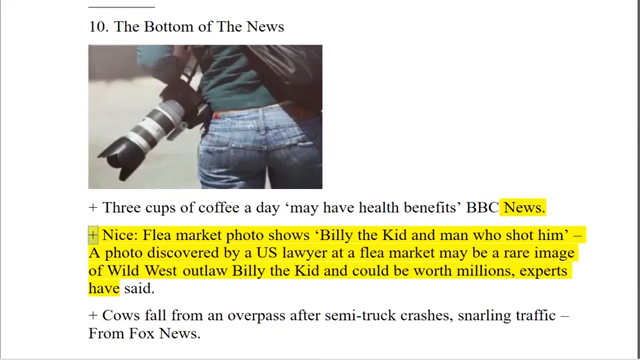 10. The Bottom of The News
+ Three cups of coffee a day ‘may have health benefits’ BBC News.
+ Nice: Flea market photo shows ‘Billy the Kid and man who shot him’ –
A photo discovered by a US lawyer at a flea market may be a rare image
of Wild West outlaw Billy the Kid and could be worth millions, experts
have said.
+ Cows fall from an overpass after semi-truck crashes, snarling traffic –
From Fox News.